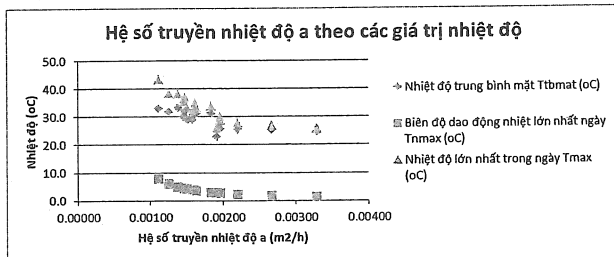 Hệ số truyền nhiệt độ a theo các giá trị nhiệt độ
Nhiệt độ (oC)
50.0
40.0
30.0
20.0
10.0
0.0
0.00000
0.00100
0.00200
0.00300
0.00400
Hệ số truyền nhiệt độ a (m2/h)
Nhiệt độ trung bình mặt Ttbmat (oC)
Biên độ dao động nhiệt lớn nhất ngày
Tnmax (oC)
Nhiệt độ lớn nhất trong ngày Tmax
(oC)